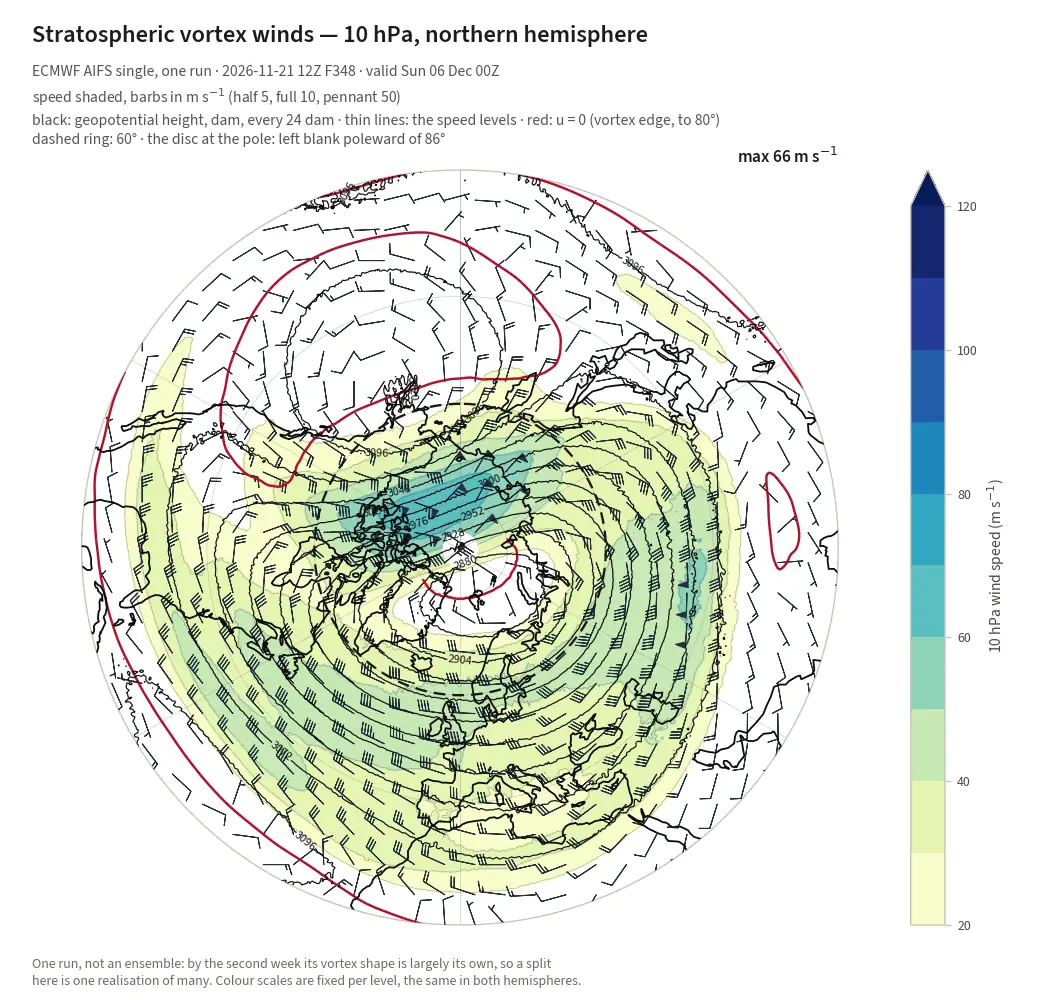 Stratospheric vortex winds — 10 hPa, northern hemisphere
ECMWF AIFS single, one run · 2026-11-21 12Z F348 · valid Sun 06 Dec 00Z
speed shaded, barbs in m s⁻¹ (half 5, full 10, pennant 50)
black: geopotential height, dam, every 24 dam · thin lines: the speed levels · red: u = 0 (vortex edge, to 80°)
dashed ring: 60° · the disc at the pole: left blank poleward of 86°
max 66 m s⁻¹
120
100
80
60
40
20
10 hPa wind speed (m s⁻¹)
3096
3096
3000
2952
2976
2928
2880
2904
3096
One run, not an ensemble: by the second week its vortex shape is largely its own, so a split
here is one realisation of many. Colour scales are fixed per level, the same in both hemispheres.